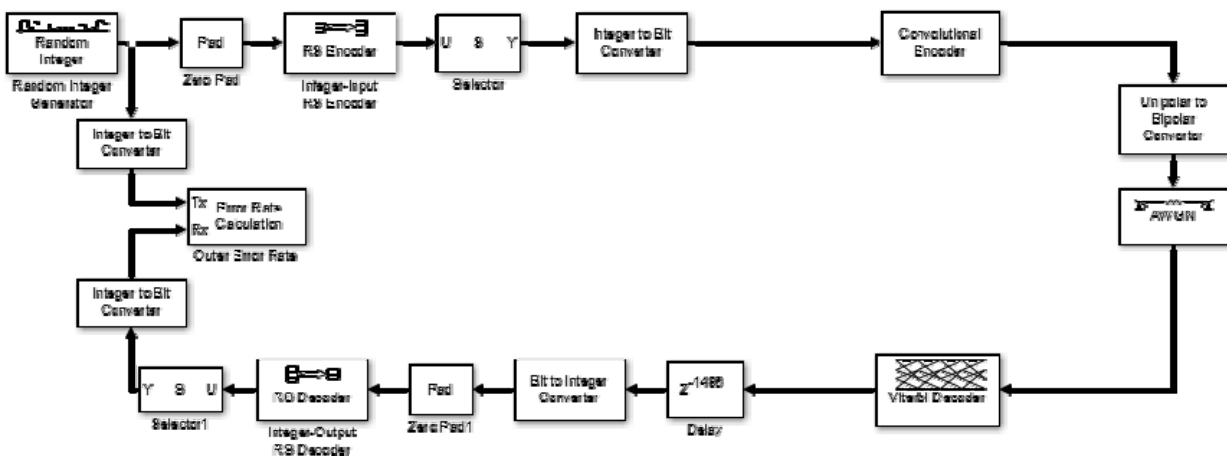 Random
Integer
Random Integer
Generator
Pad
Zero Pad
RS Encoder
Integer-Input
RS Encoder
U S Y
Selector
Integer to Bit
Converter
Convolutional
Encoder
Unipolar to
Bipolar
Converter
AWGN
Integer to Bit
Converter
Tx
Rx
Error Rate
Calculation
Outer Error Rate
Integer to Bit
Converter
Y S U
Selector1
RS Decoder
Integer-Output
RS Decoder
Pad
Zero Pad1
Bit to Integer
Converter
Delay
Viterbi Decoder